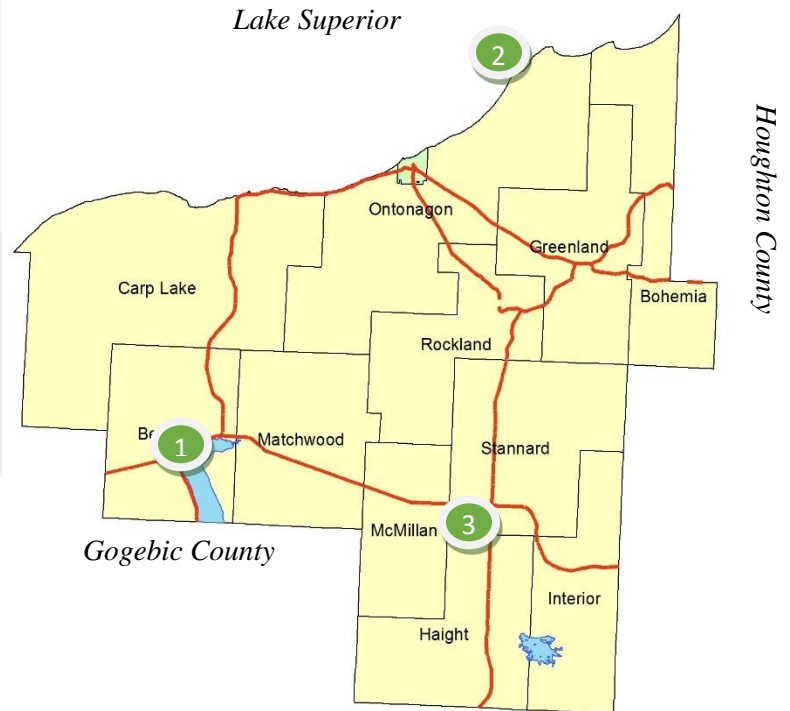 Lake Superior
2
Houghton County
Ontonagon
Greenland
Carp Lake
Bohemia
Rockland
1
Matchwood
Stannard
3
McMillan
Gogebic County
Interior
Haight